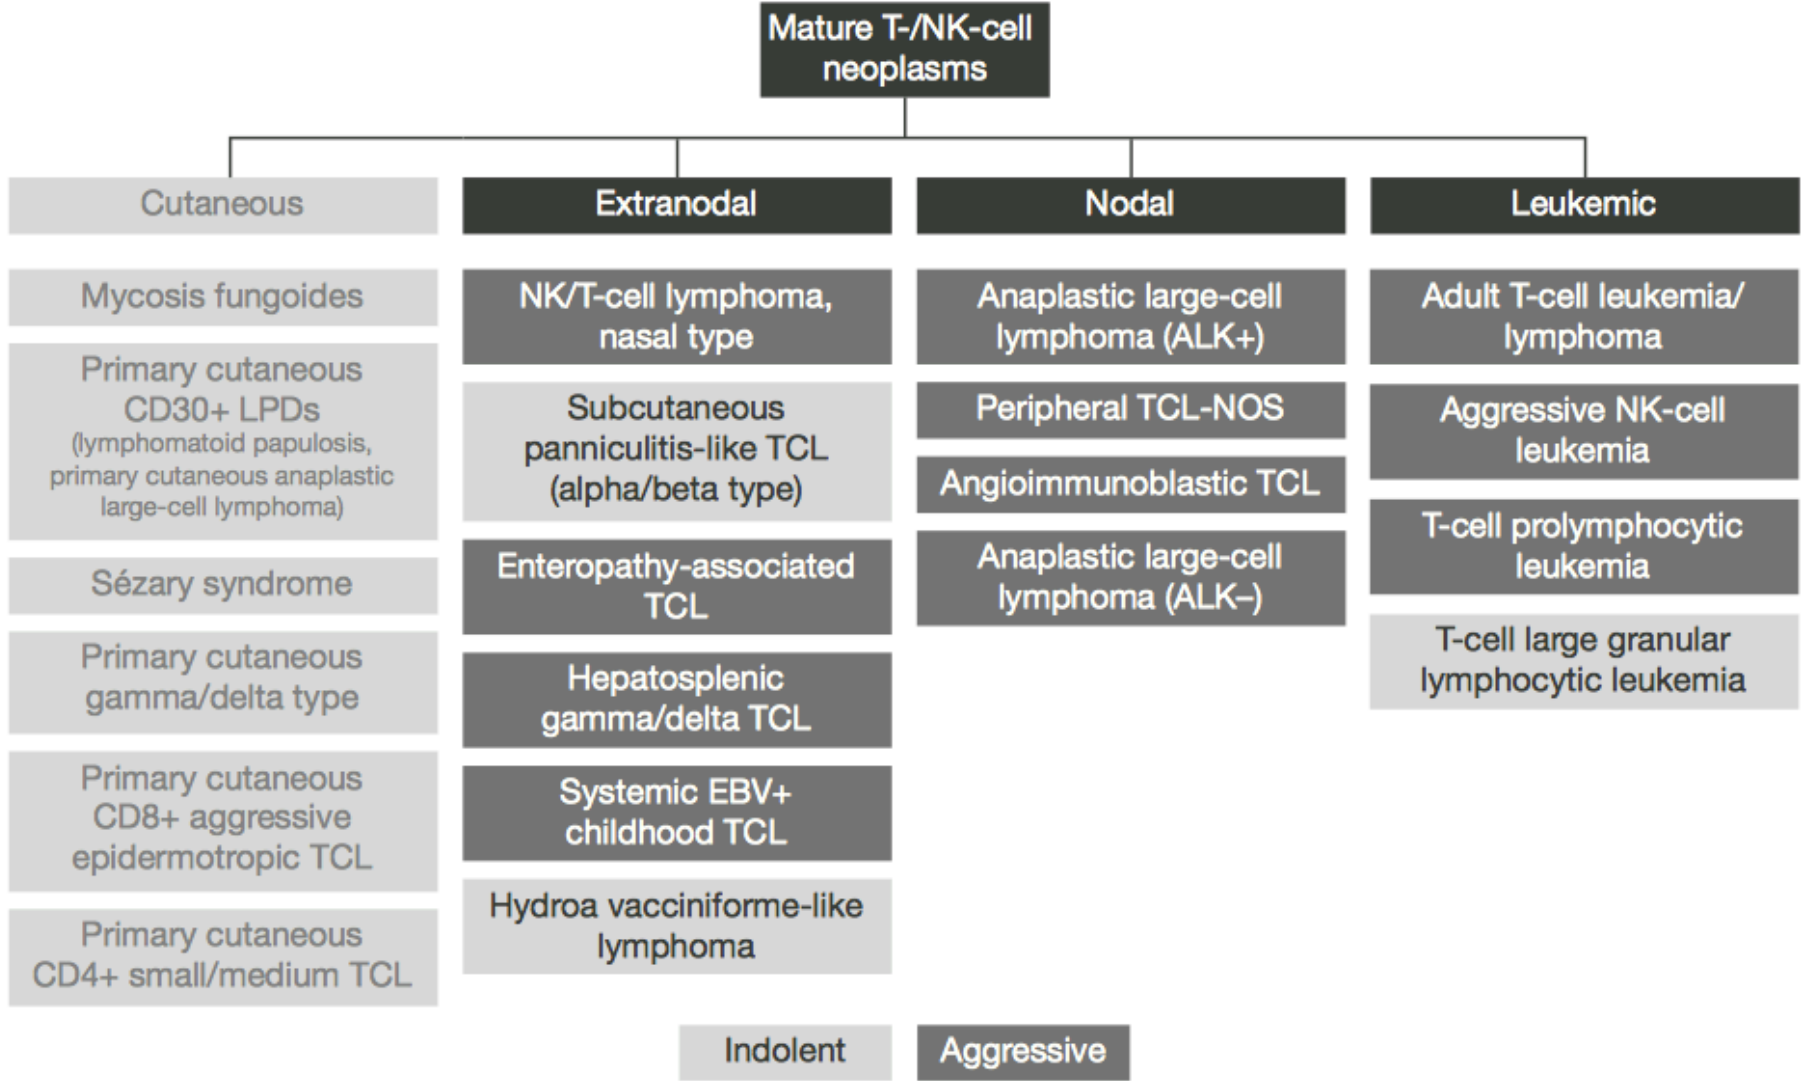 Mature T-/NK-cell
neoplasms
Cutaneous
Mycosis fungoides
Primary cutaneous
CD30+ LPDs
(lymphomatoid papulosis,
primary cutaneous anaplastic
large-cell lymphoma)
Sézary syndrome
Primary cutaneous
gamma/delta type
Primary cutaneous
CD8+ aggressive
epidermotropic TCL
Primary cutaneous
CD4+ small/medium TCL
Extranodal
NK/T-cell lymphoma,
nasal type
Subcutaneous
panniculitis-like TCL
(alpha/beta type)
Enteropathy-associated
TCL
Hepatosplenic
gamma/delta TCL
Systemic EBV+
childhood TCL
Hydroa vacciniforme-like
lymphoma
Nodal
Anaplastic large-cell
lymphoma (ALK+)
Peripheral TCL-NOS
Angioimmunoblastic TCL
Anaplastic large-cell
lymphoma (ALK–)
Leukemic
Adult T-cell leukemia/
lymphoma
Aggressive NK-cell
leukemia
T-cell prolymphocytic
leukemia
T-cell large granular
lymphocytic leukemia
Indolent
Aggressive